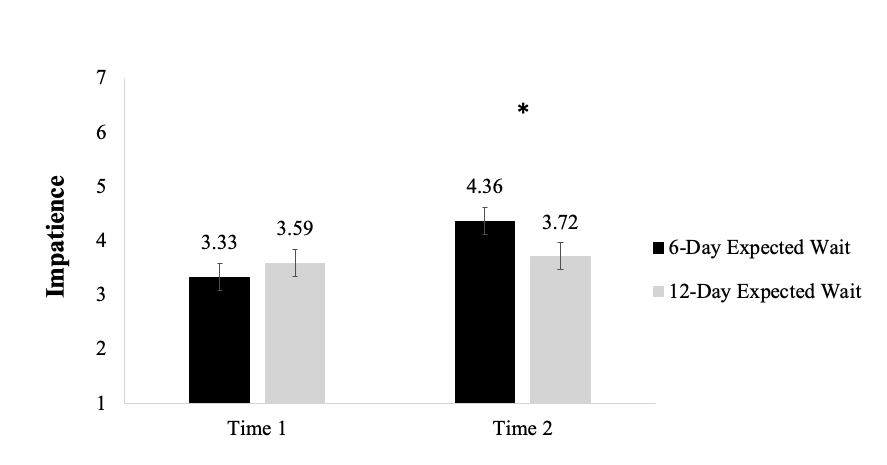 7
6
5
4
3
2
1
Impatience
*
3.33
3.59
4.36
3.72
Time 1
Time 2
6-Day Expected Wait
12-Day Expected Wait